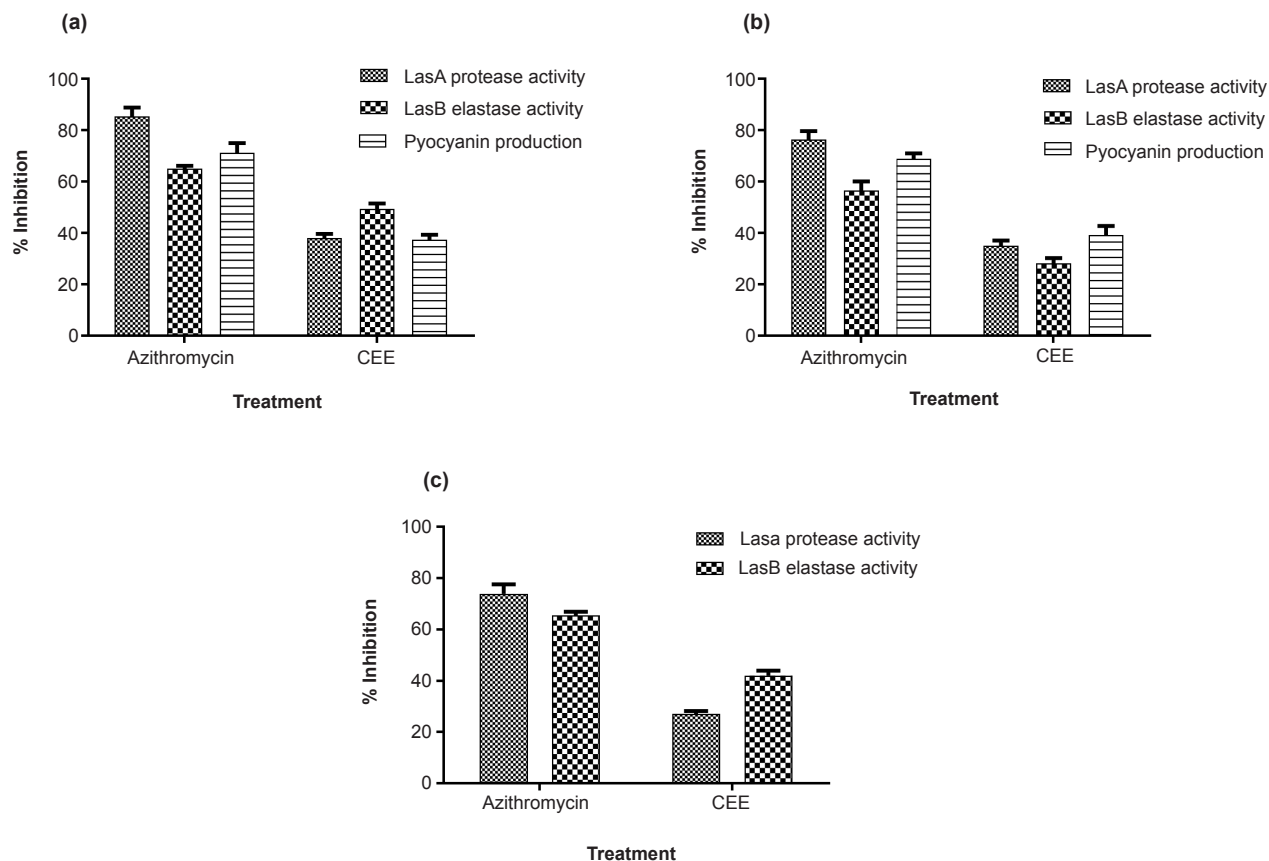 (a)
100
80
60
40
20
0
% Inhibition
LasA protease activity
LasB elastase activity
Pyocyanin production
Azithromycin
CEE
Treatment
(b)
100
80
60
40
20
0
% Inhibition
LasA protease activity
LasB elastase activity
Pyocyanin production
Azithromycin
CEE
Treatment
(c)
100
80
60
40
20
0
% Inhibition
Lasa protease activity
LasB elastase activity
Azithromycin
CEE
Treatment